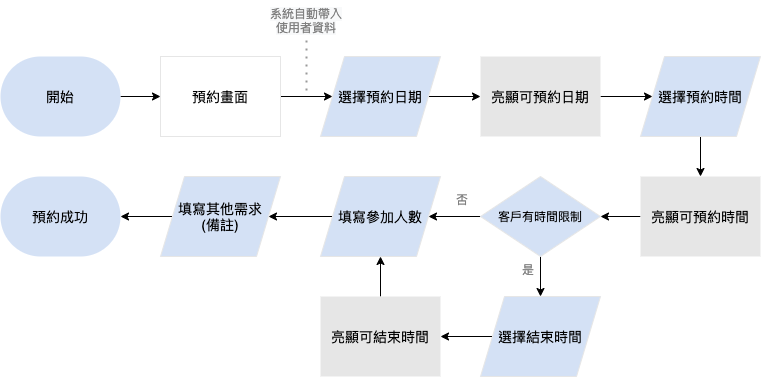 系統自動帶入
使用者資料
開始
預約畫面
選擇預約日期
亮顯可預約日期
選擇預約時間
亮顯可預約時間
客戶有時間限制
否
填寫參加人數
填寫其他需求
(備註)
預約成功
是
選擇結束時間
亮顯可結束時間